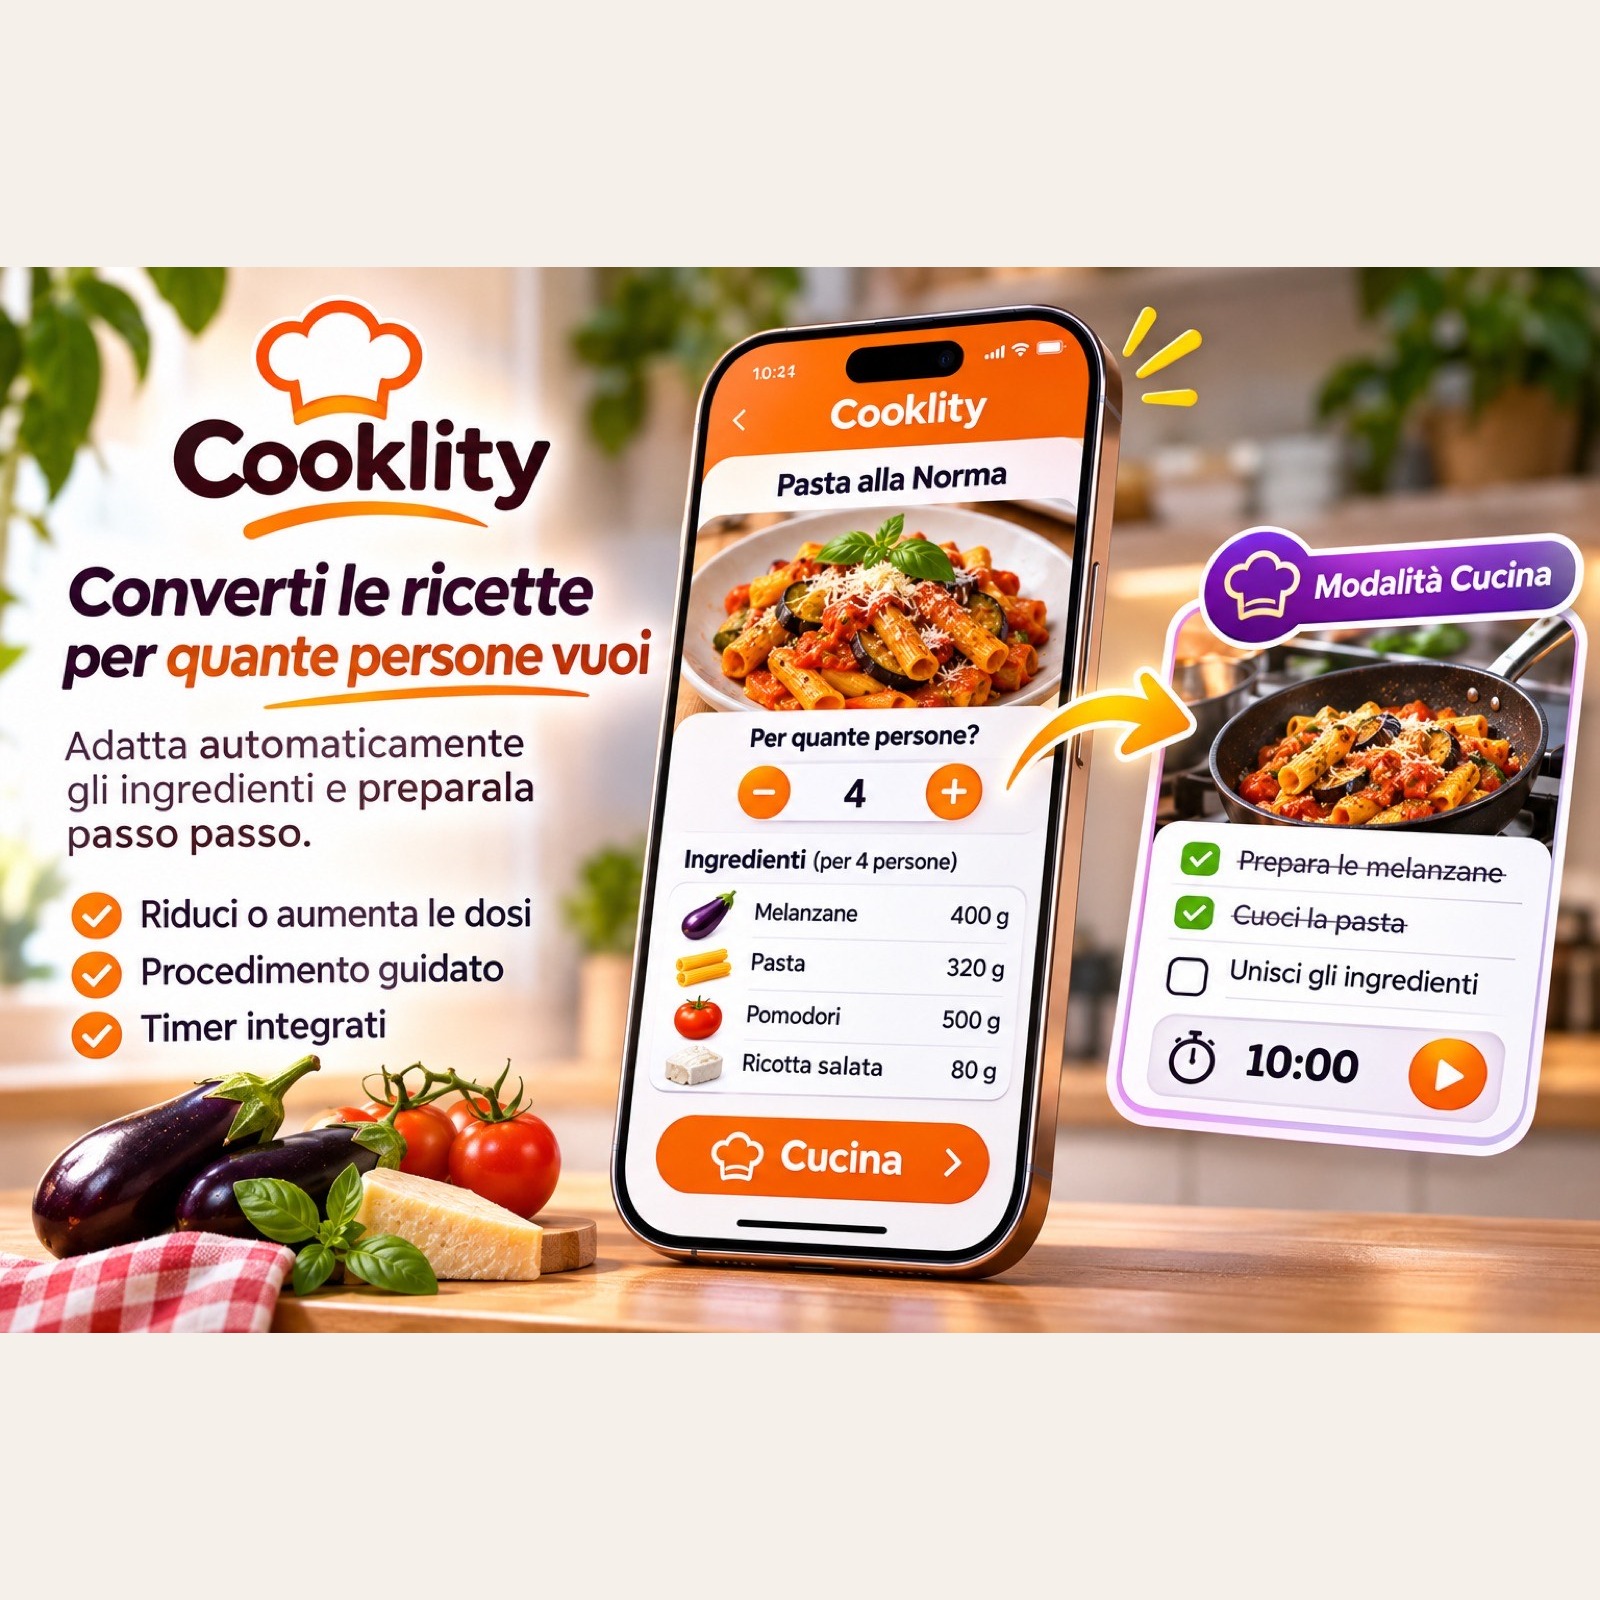 Cooklity
Converti le ricette
per quante persone vuoi
Adatta automaticamente
gli ingredienti e preparala
passo passo.
Riduci o aumenta le dosi
Procedimento guidato
Timer integrati
10:24
Cooklity
Pasta alla Norma
Per quante persone?
4
Ingredienti (per 4 persone)
Melanzane 400 g
Pasta 320 g
Pomodori 500 g
Ricotta salata 80 g
Cucina
Modalità Cucina
Prepara le melanzane
Cuoci la pasta
Unisci gli ingredienti
10:00